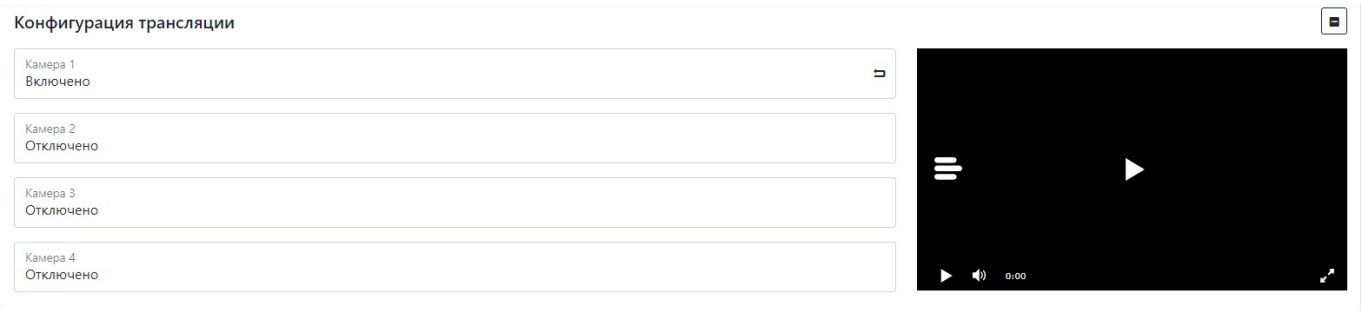 Конфигурация трансляции
Камера 1
Включено
Камера 2
Отключено
Камера 3
Отключено
Камера 4
Отключено
0:00